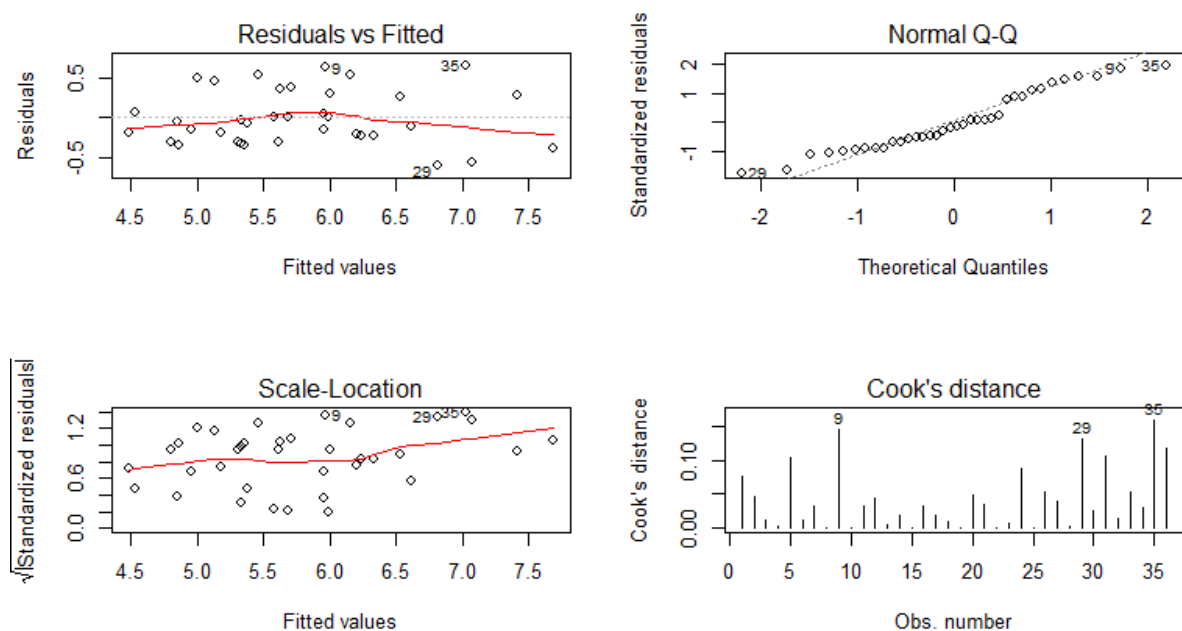 Residuals vs Fitted
Residuals
-0.5
0.5
9
35
29
4.5 5.0 5.5 6.0 6.5 7.0 7.5
Fitted values
Normal Q-Q
Standardized residuals
-1
1
2
29
9
35
-2 -1 0 1 2
Theoretical Quantiles
Scale-Location
√|Standardized residuals|
0.0
0.6
1.2
9
29
35
4.5 5.0 5.5 6.0 6.5 7.0 7.5
Fitted values
Cook's distance
Cook's distance
0.00
0.10
9
29
35
0 5 10 15 20 25 30 35
Obs. number